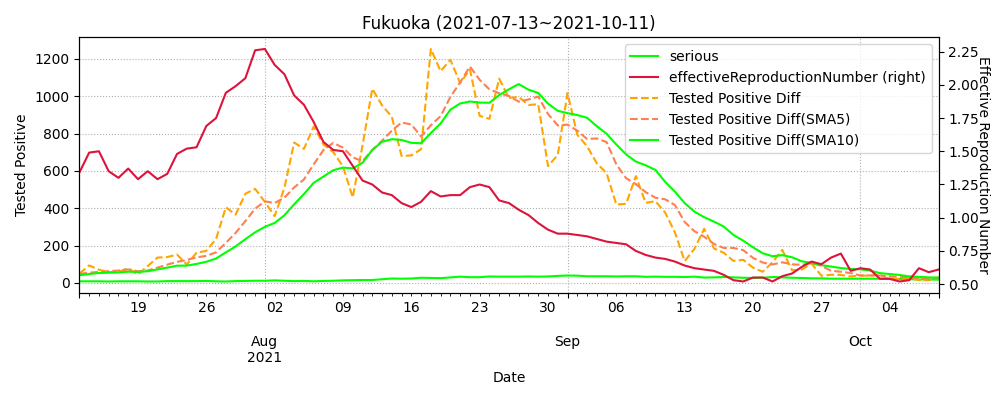 Fukuoka (2021-07-13~2021-10-11)
Tested Positive
1200
1000
800
600
400
200
0
serious
effectiveReproductionNumber (right)
Tested Positive Diff
Tested Positive Diff(SMA5)
Tested Positive Diff(SMA10)
2.25
2.00
1.75
1.50
1.25
1.00
0.75
0.50
Effective Reproduction Number
19 26 02 09 16 23 30 06 13 20 27 04
Aug Sep Oct
2021
Date